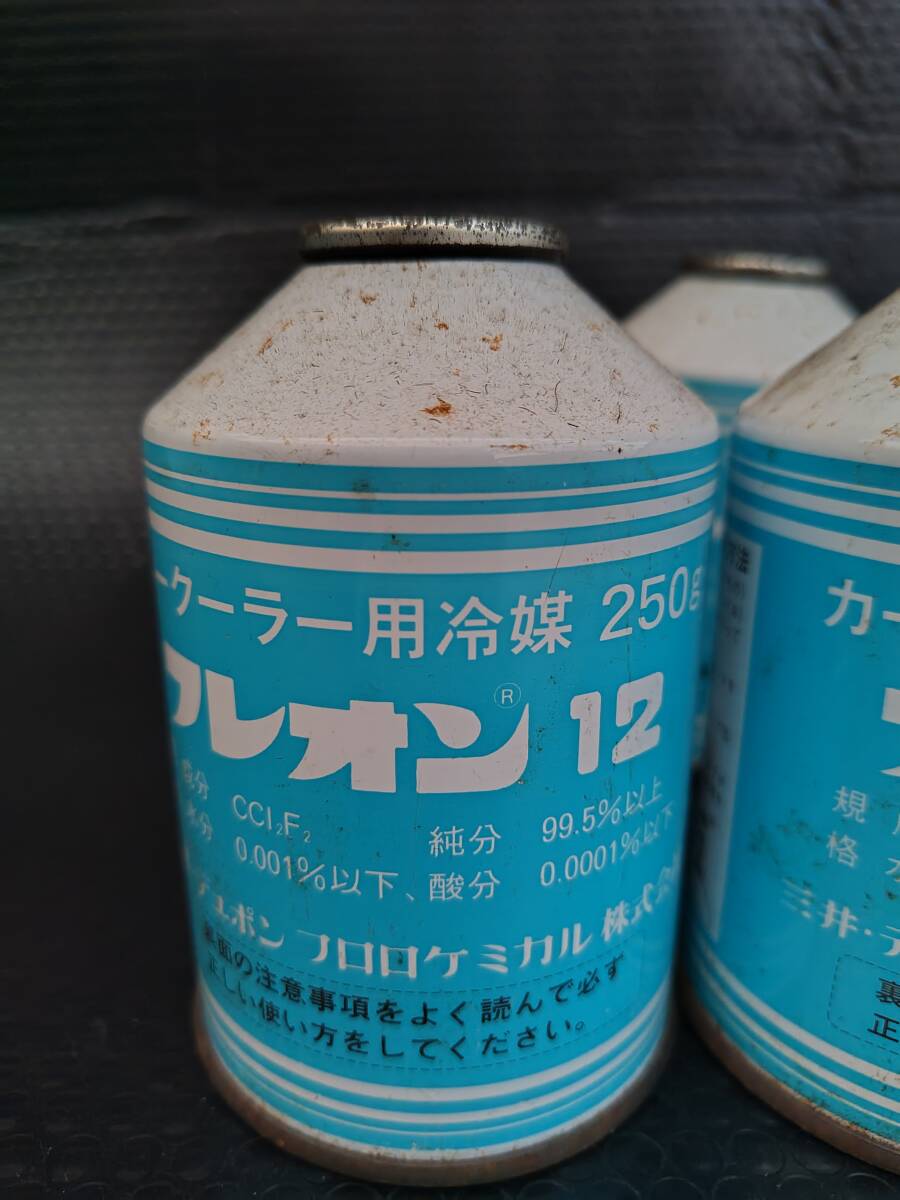 ークーラー用冷媒 250g
フレオン® 12
成分 CCl₂F₂ 純分 99.5%以上
水分 0.001%以下、酸分 0.0001%以下
デュポン フロロケミカル 株式会
裏面の注意事項をよく読んで必ず
正しい使い方をしてください。
カー
規
格
三井・デ
裏
正